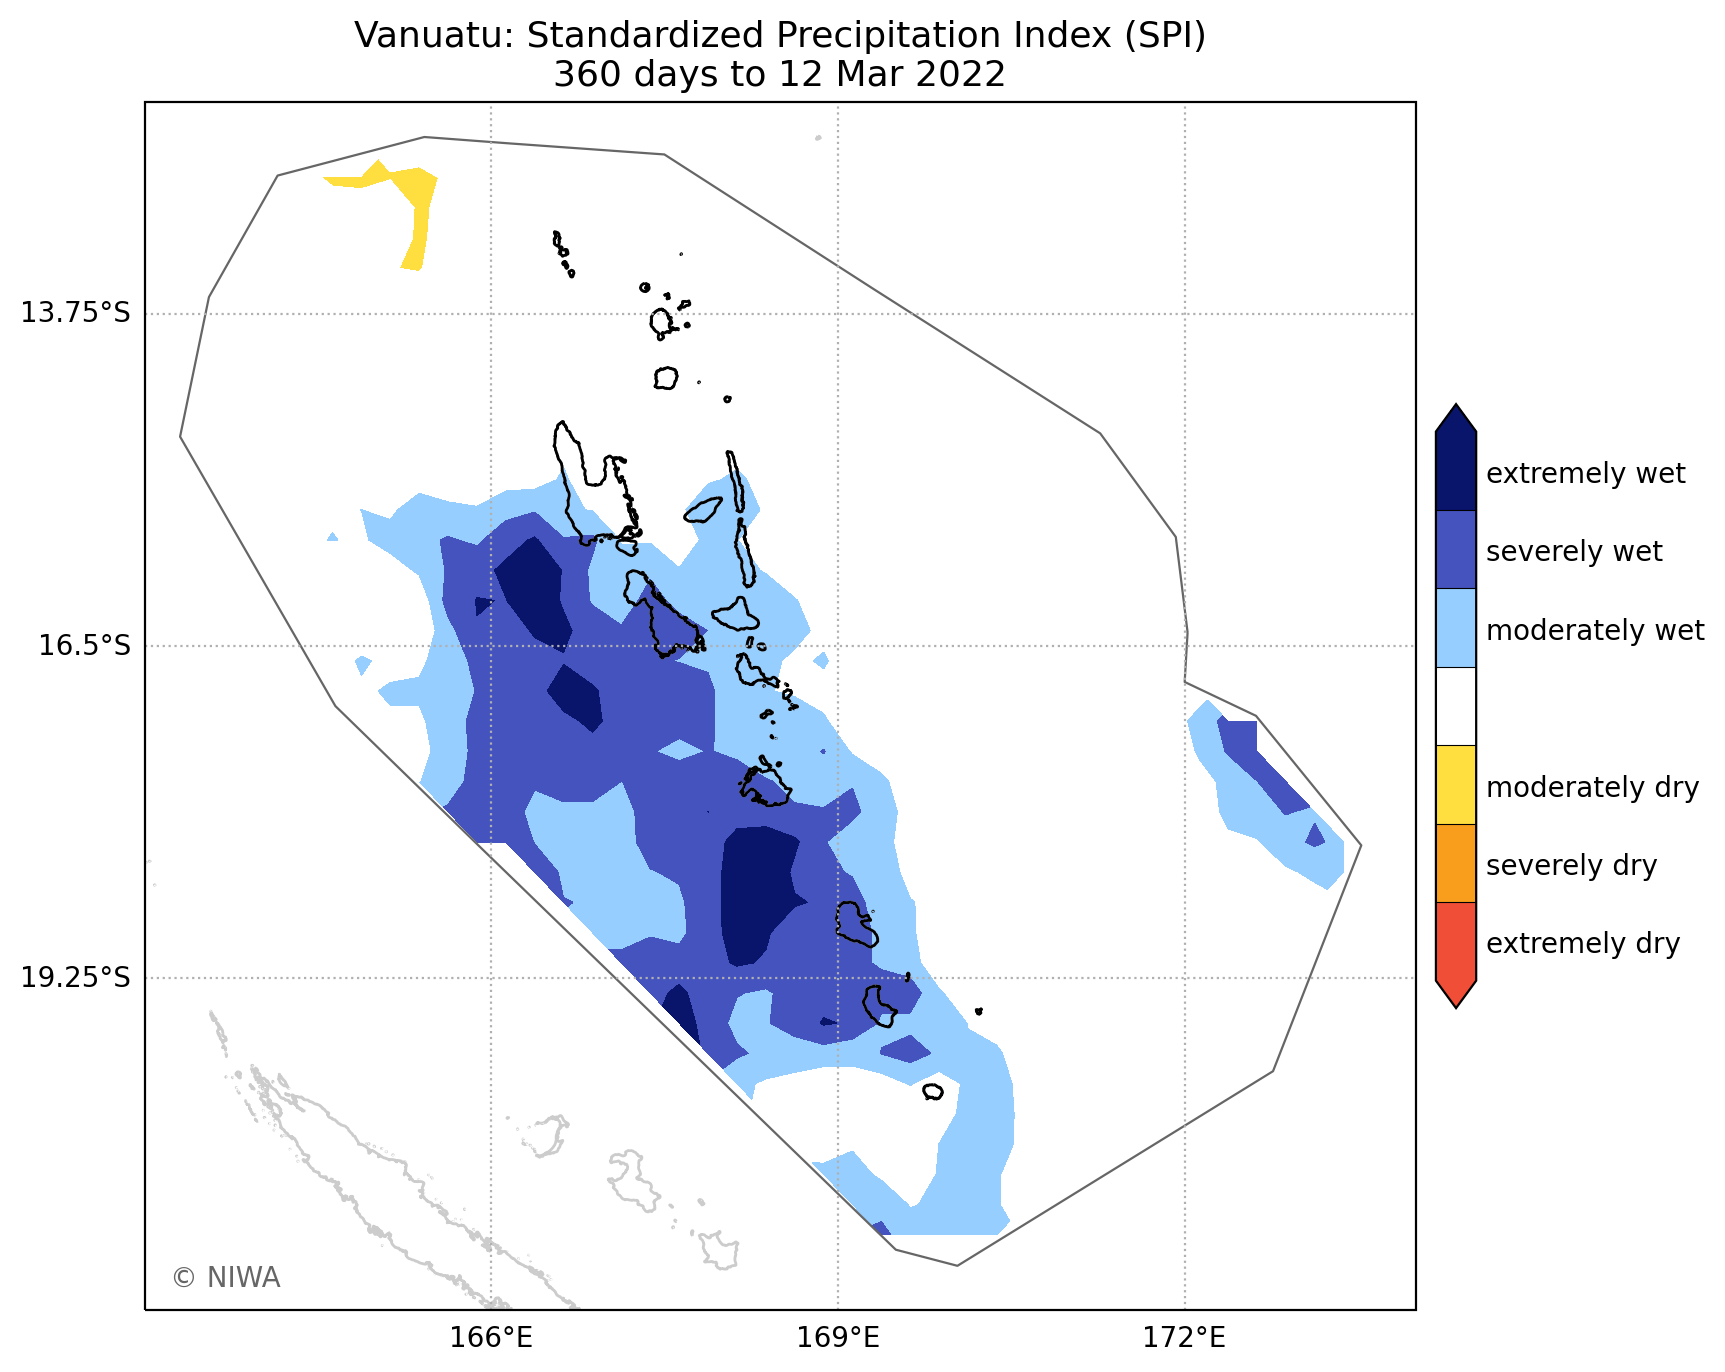 Vanuatu: Standardized Precipitation Index (SPI)
360 days to 12 Mar 2022
13.75°S
16.5°S
19.25°S
166°E
169°E
172°E
extremely wet
severely wet
moderately wet
moderately dry
severely dry
extremely dry
© NIWA